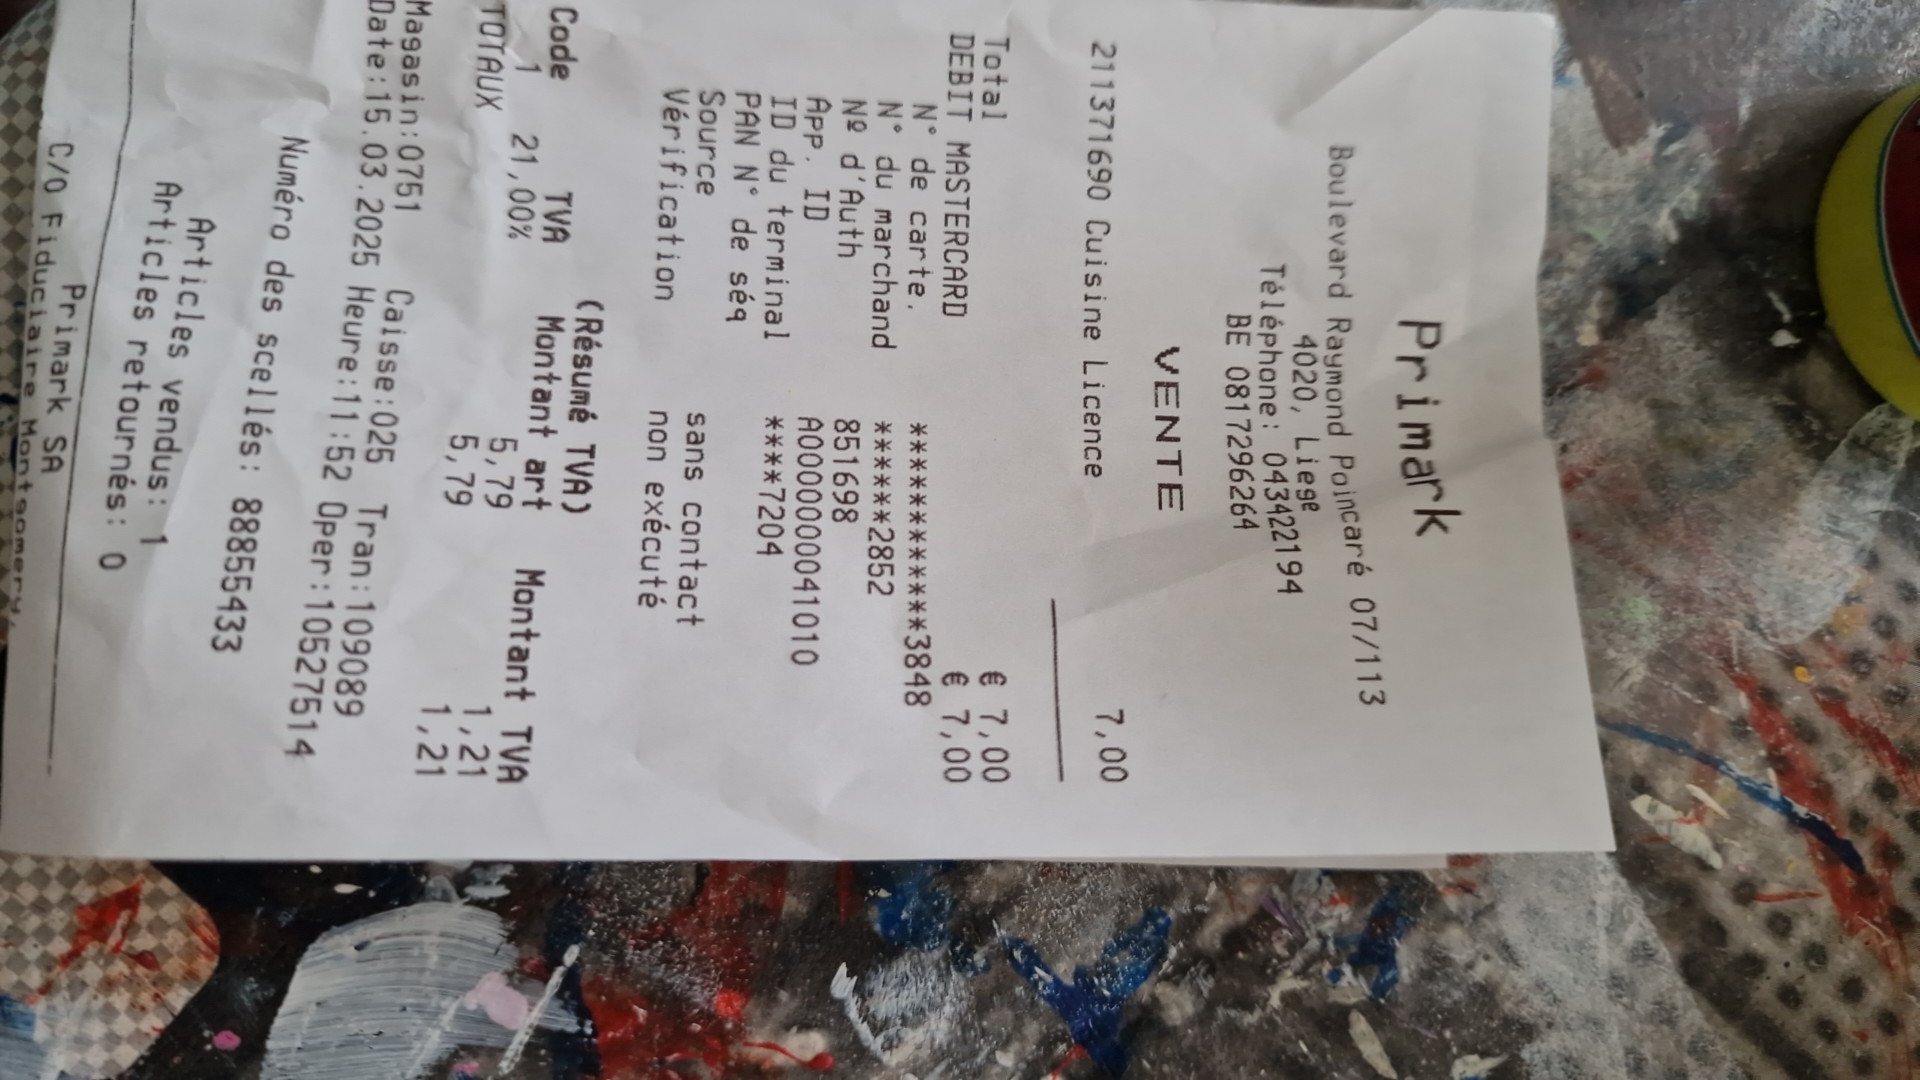 Primark
Boulevard Raymond Poincaré 07/113
4020, Liege
Téléphone: 043422194
BE 0817296264
VENTE
211371690 Cuisine Licence 7,00
Total € 7,00
DEBIT MASTERCARD € 7,00
N° de carte. ************3848
N° du marchand ******2852
Nº d'Auth 851698
App. ID A0000000041010
ID du terminal ****7204
PAN N° de séq
Source sans contact
Vérification non exécuté
(Résumé TVA)
Code TVA Montant art Montant TVA
1 21,00% 5,79 1,21
TOTAUX 5,79 1,21
Magasin:0751 Caisse:025 Tran:109089
Date:15.03.2025 Heure:11:52 Oper:10527514
Numéro des scellés: 888554433
Articles vendus: 1
Articles retournés: 0
Primark SA
C/O Fiduciaire Montgomery,